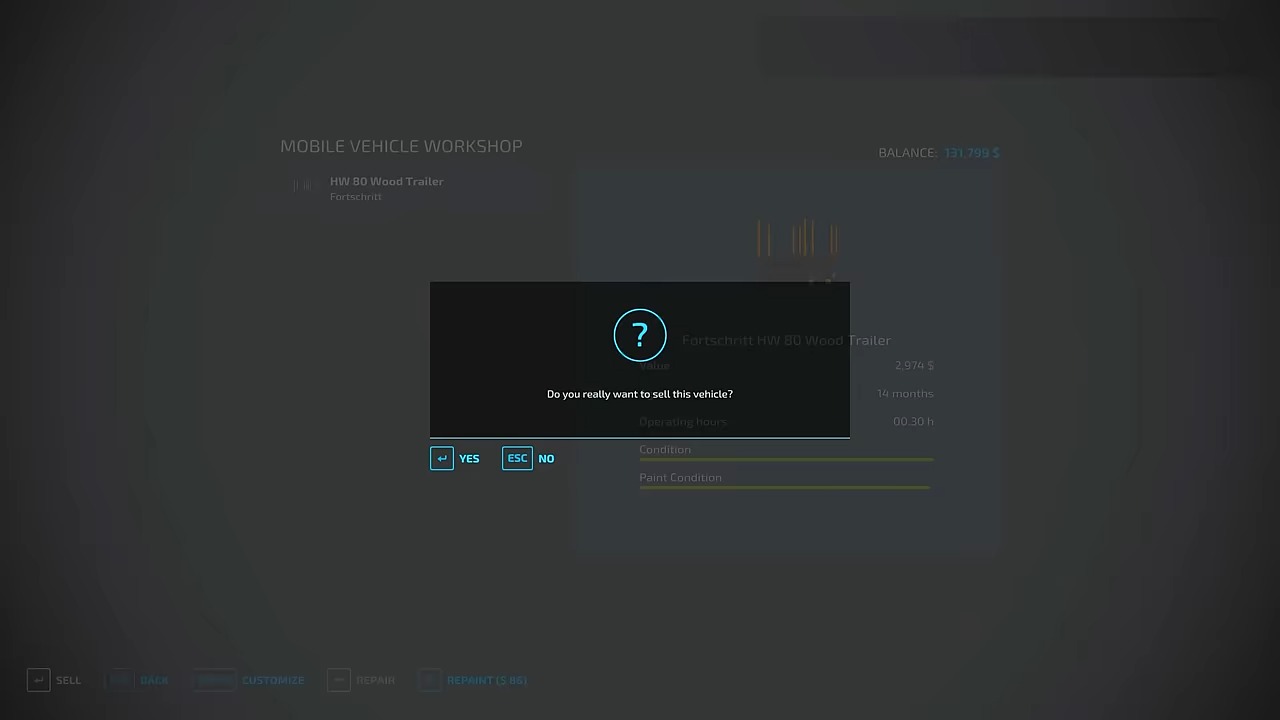 MOBILE VEHICLE WORKSHOP
BALANCE: 131,799 $
HW 80 Wood Trailer
Fortschritt
?
Fortschritt HW 80 Wood Trailer
Value 2,974 $
Do you really want to sell this vehicle?
14 months
Operating hours 00.30 h
Condition
YES ESC NO
Paint Condition
SELL BACK CUSTOMIZE REPAIR REPAINT ($ 86)